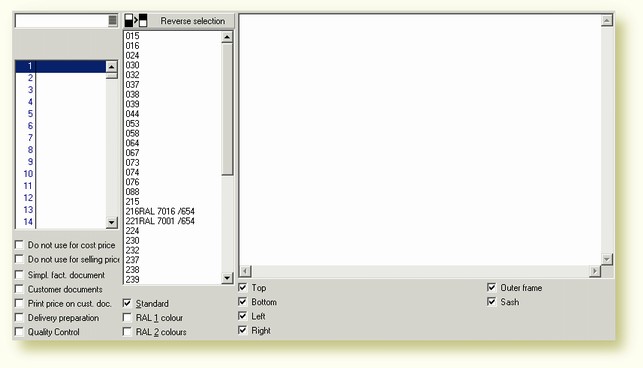 Reverse selection
1
2
3
4
5
6
7
8
9
10
11
12
13
14
015
016
024
030
032
037
038
039
044
053
058
064
067
073
074
076
088
215
216RAL 7016 /654
221RAL 7001 /654
224
230
232
237
238
239
Do not use for cost price
Do not use for selling price
Simpl. fact. document
Customer documents
Print price on cust. doc.
Delivery preparation
Quality Control
Standard
RAL 1 colour
RAL 2 colours
Top
Bottom
Left
Right
Outer frame
Sash